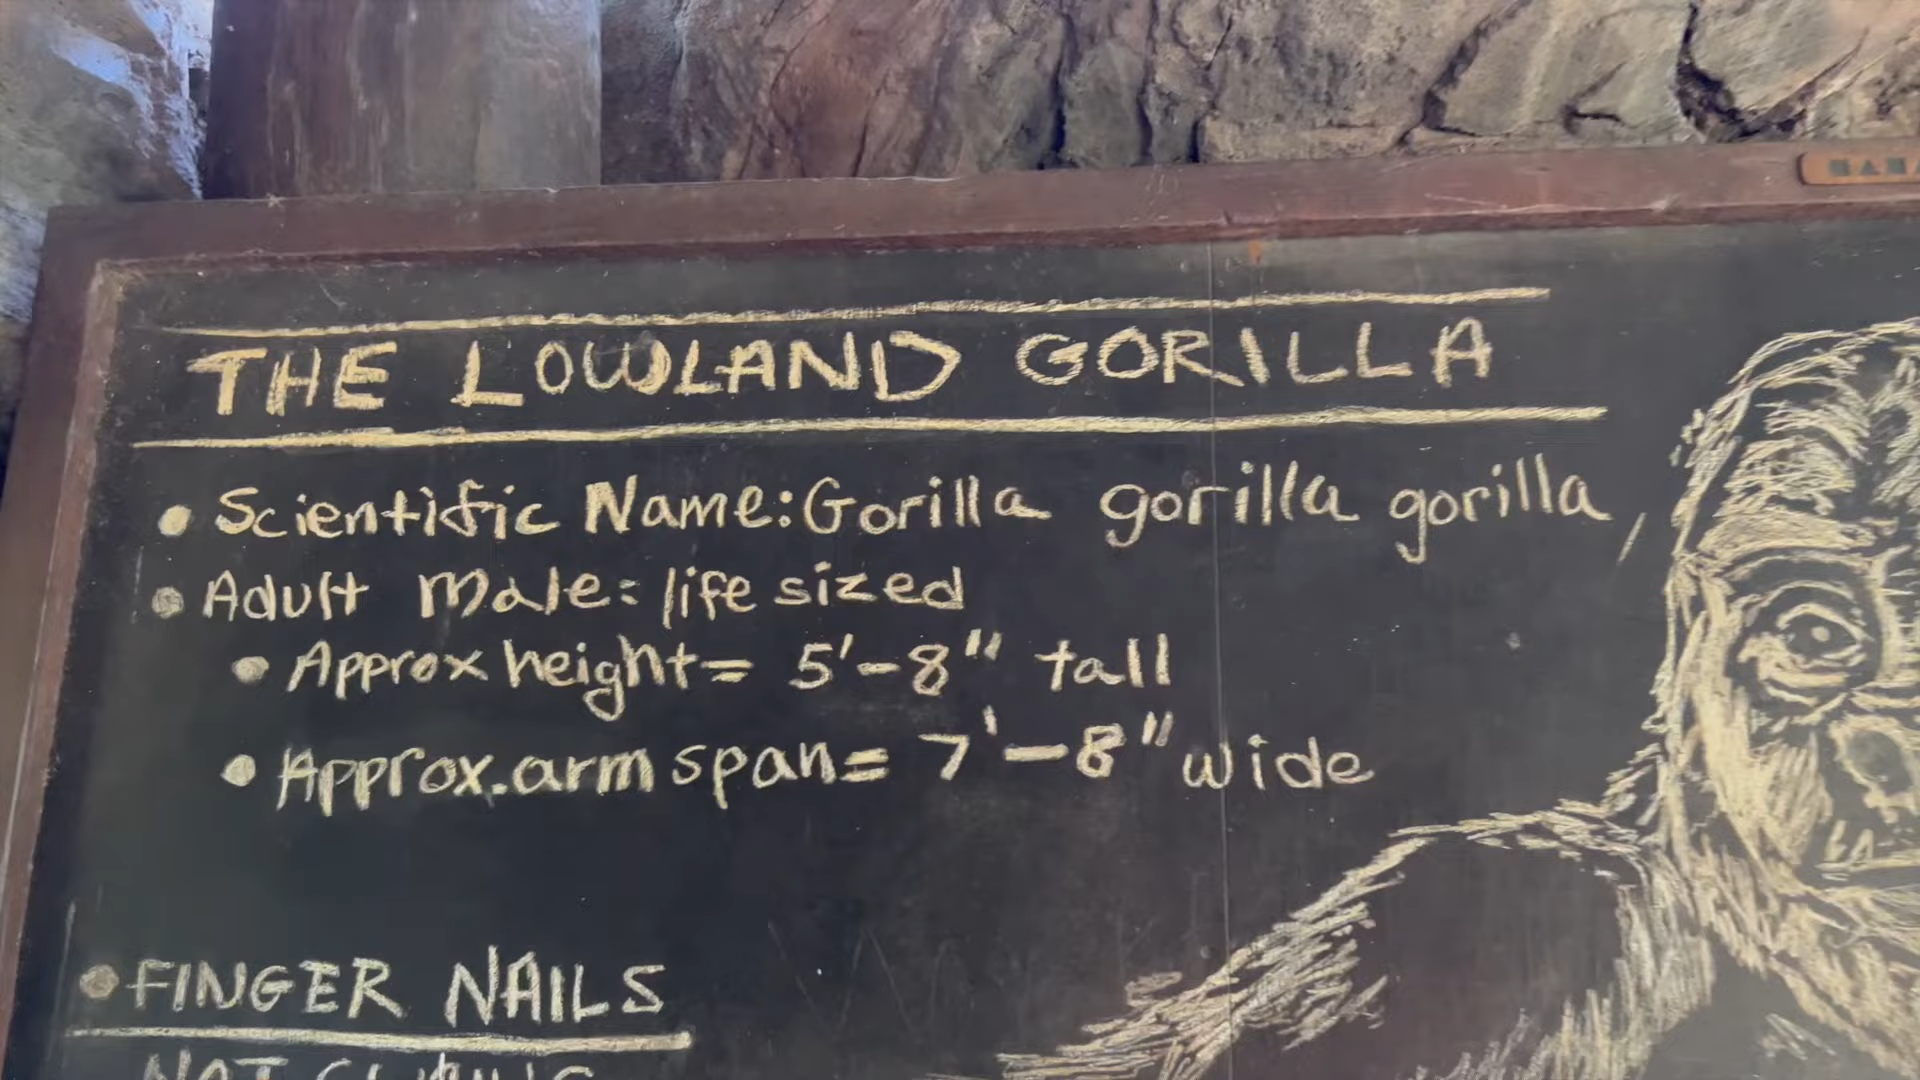 THE LOWLAND GORILLA
• Scientific Name: Gorilla gorilla gorilla,
• Adult Male: life sized
• Approx height= 5'-8" tall
• Approx. arm span= 7'-8" wide
• FINGER NAILS
NOT